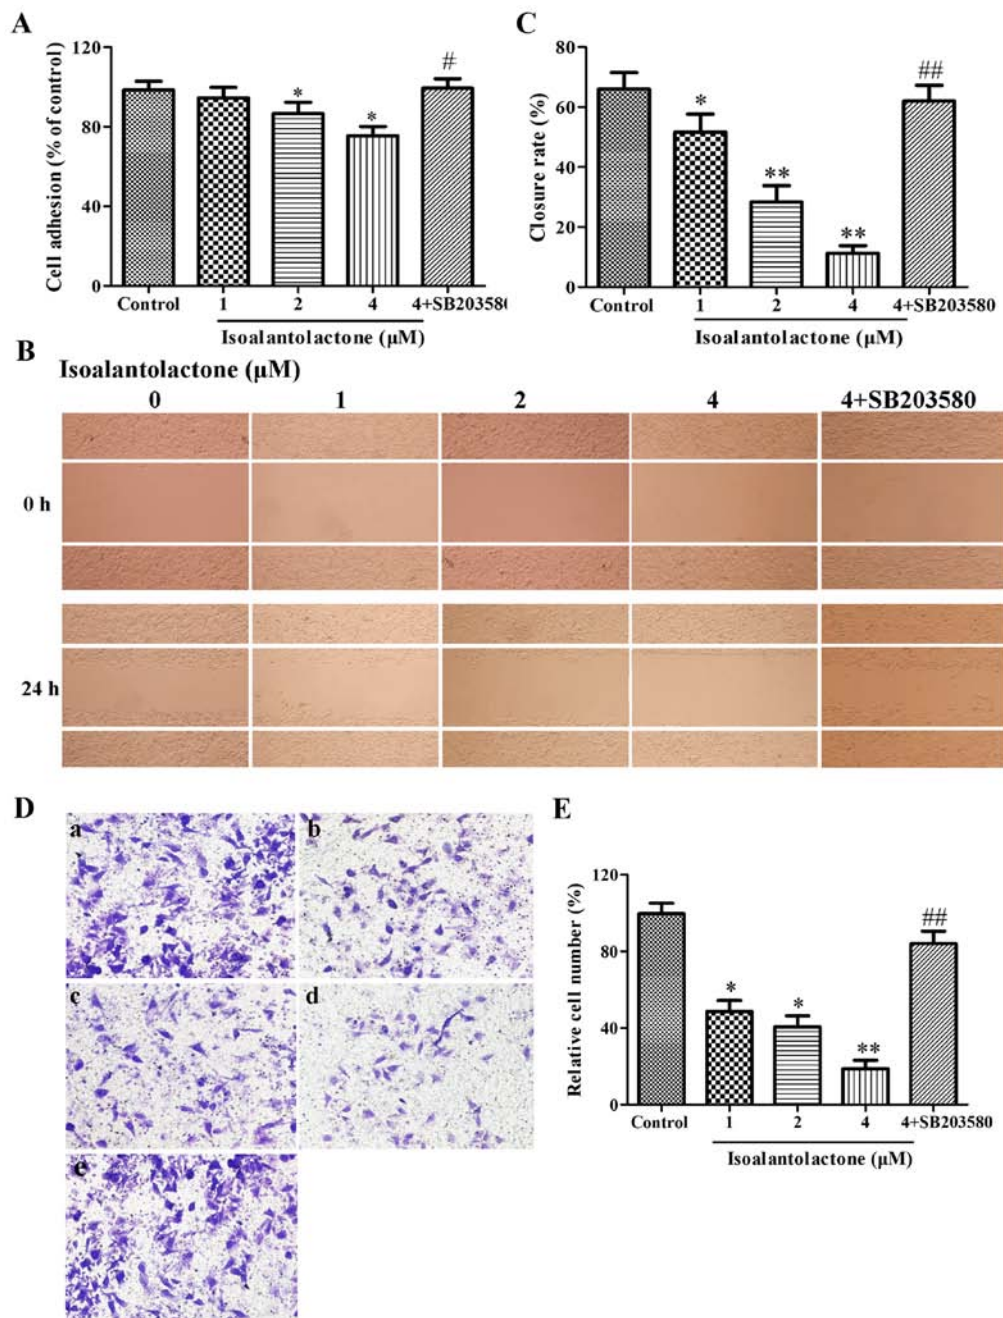 A
Cell adhesion (% of control)
120
80
40
0
*
*
#
Control
1
2
4
4+SB203580
Isoalantolactone (μM)
C
Closure rate (%)
80
60
40
20
0
*
**
**
##
Control
1
2
4
4+SB203580
Isoalantolactone (μM)
B
Isoalantolactone (μM)
0 1 2 4 4+SB203580
0 h
24 h
D
a
b
c
d
e
E
Relative cell number (%)
120
80
40
0
*
*
**
##
Control
1
2
4
4+SB203580
Isoalantolactone (μM)